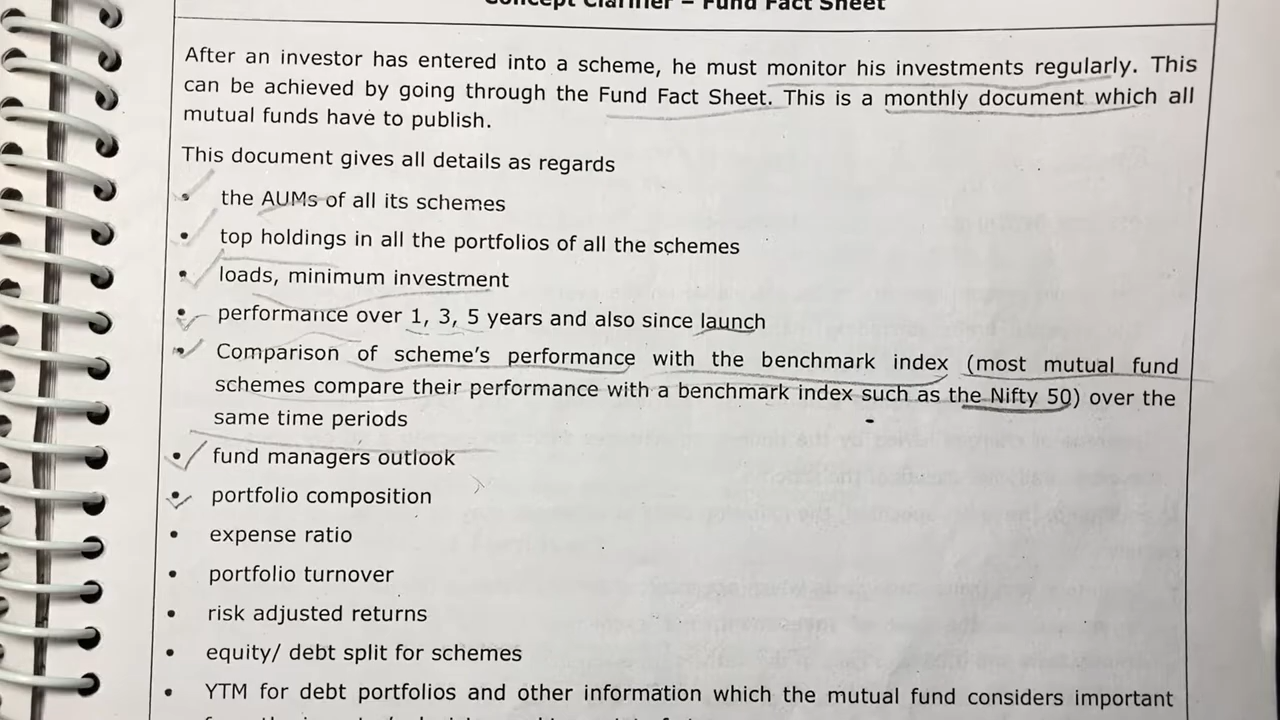 Concept Clarifier – Fund Fact Sheet
After an investor has entered into a scheme, he must monitor his investments regularly. This
can be achieved by going through the Fund Fact Sheet. This is a monthly document which all
mutual funds have to publish.
This document gives all details as regards
• the AUMs of all its schemes
• top holdings in all the portfolios of all the schemes
• loads, minimum investment
• performance over 1, 3, 5 years and also since launch
• Comparison of scheme's performance with the benchmark index (most mutual fund
schemes compare their performance with a benchmark index such as the Nifty 50) over the
same time periods
• fund managers outlook
• portfolio composition
• expense ratio
• portfolio turnover
• risk adjusted returns
• equity/ debt split for schemes
• YTM for debt portfolios and other information which the mutual fund considers important